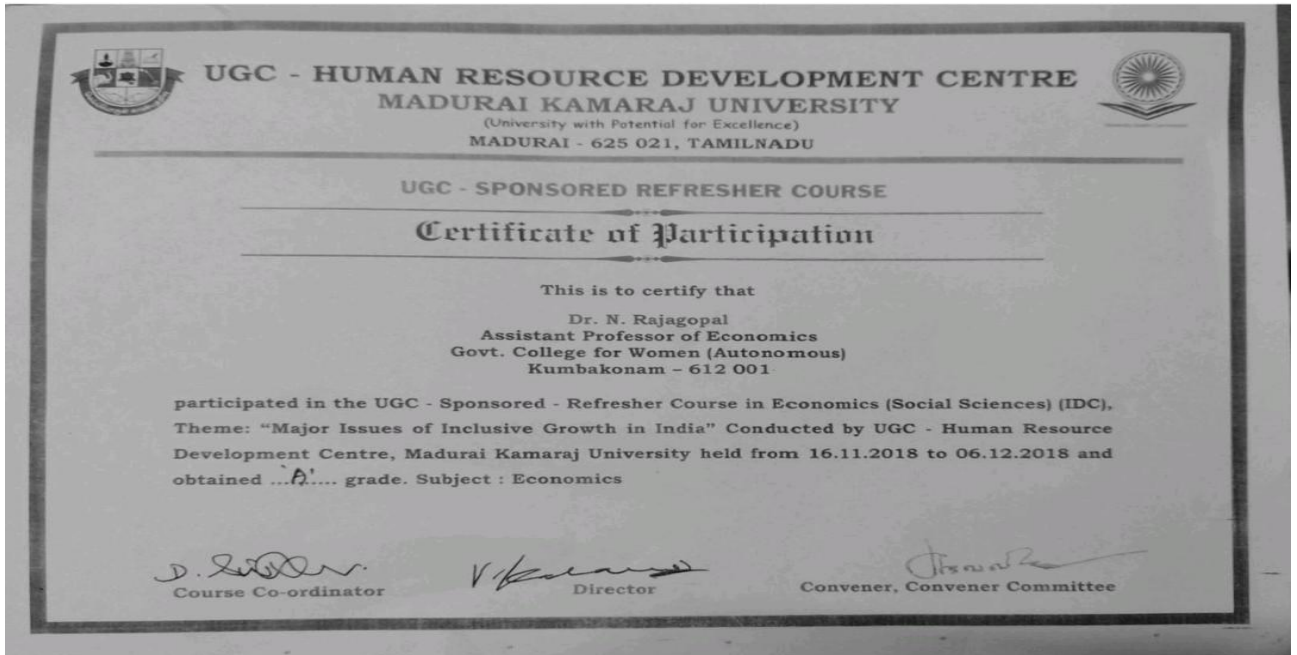 UGC - HUMAN RESOURCE DEVELOPMENT CENTRE
MADURAI KAMARAJ UNIVERSITY
(University with Potential for Excellence)
MADURAI - 625 021, TAMILNADU
UGC - SPONSORED REFRESHER COURSE
Certificate of Participation
This is to certify that
Dr. N. Rajagopal
Assistant Professor of Economics
Govt. College for Women (Autonomous)
Kumbakonam – 612 001
participated in the UGC - Sponsored - Refresher Course in Economics (Social Sciences) (IDC),
Theme: “Major Issues of Inclusive Growth in India” Conducted by UGC - Human Resource
Development Centre, Madurai Kamaraj University held from 16.11.2018 to 06.12.2018 and
obtained ...'A'.... grade. Subject : Economics
Course Co-ordinator
Director
Convener, Convener Committee